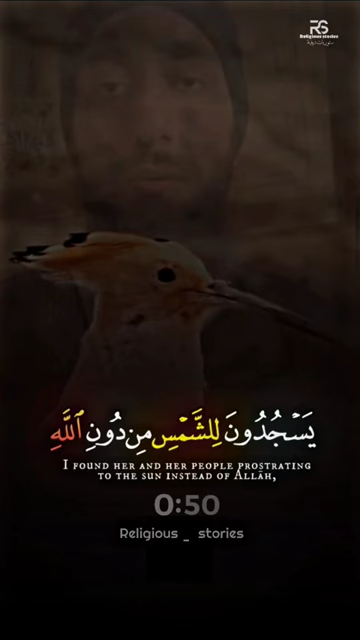 RS
Religious stories
يَسْجُدُونَ لِلشَّمْسِ مِن دُونِ ٱللَّهِ
I FOUND HER AND HER PEOPLE PROSTRATING
TO THE SUN INSTEAD OF ALLĀH,
0:50
Religious _ stories